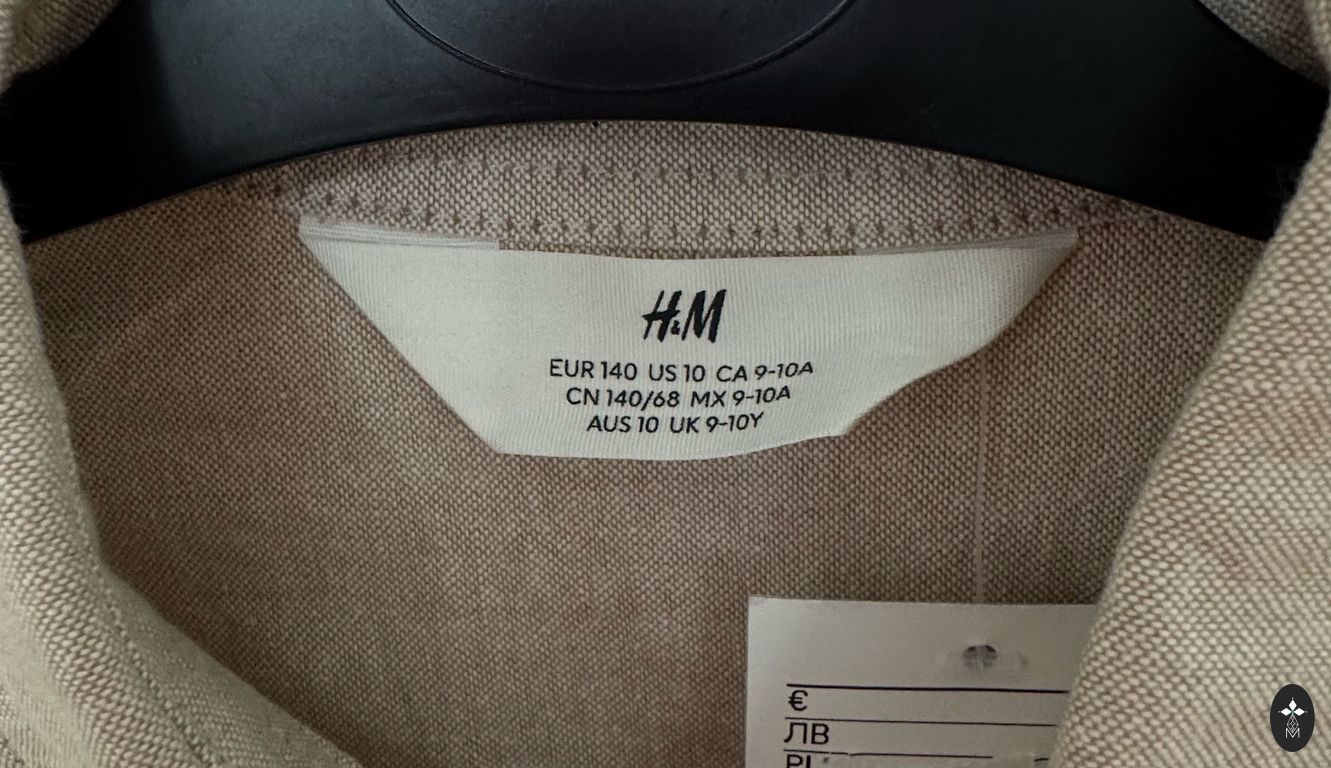 H&M
EUR 140 US 10 CA 9-10A
CN 140/68 MX 9-10A
AUS 10 UK 9-10Y
€
ЛВ